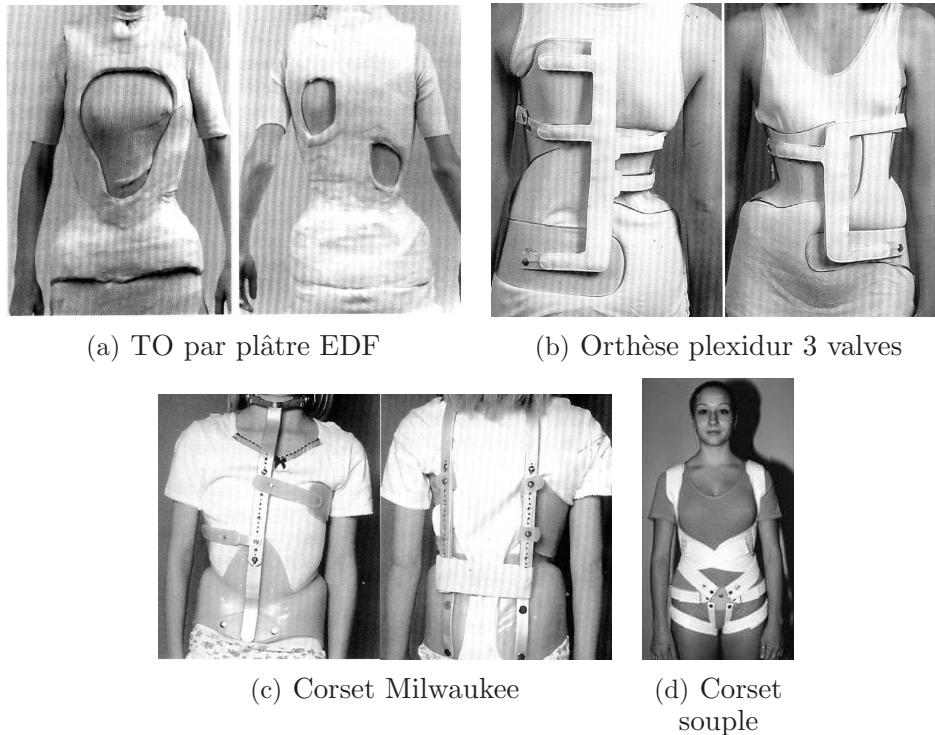 (a) TO par plâtre EDF
(b) Orthèse plexidur 3 valves
(c) Corset Milwaukee
(d) Corset
souple